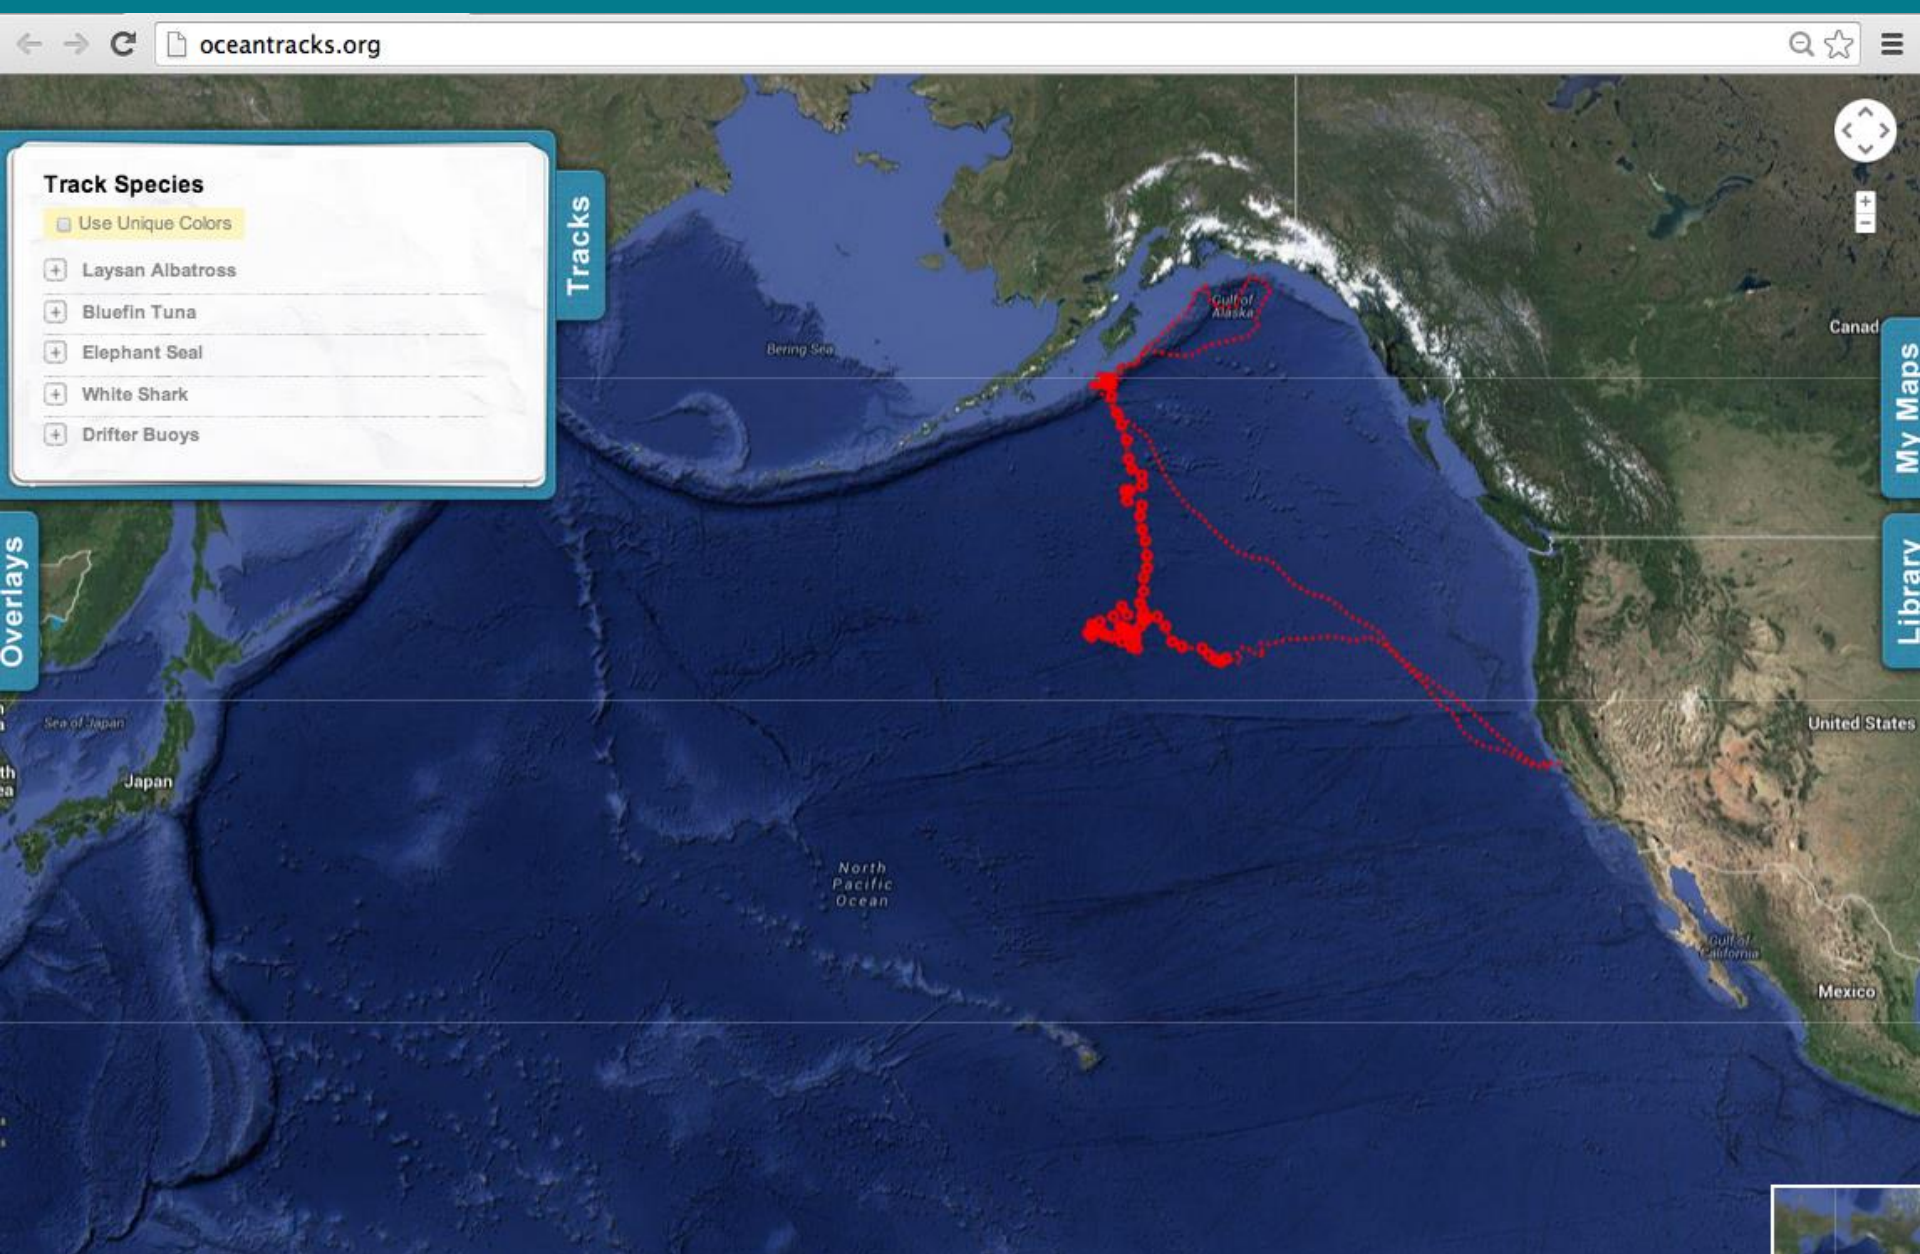 oceantracks.org
Track Species
Use Unique Colors
Laysan Albatross
Bluefin Tuna
Elephant Seal
White Shark
Drifter Buoys
Tracks
Overlays
My Maps
Library
Gulf of
Alaska
Bering Sea
Canad
United States
Sea of Japan
Japan
North
Pacific
Ocean
Gulf of
California
Mexico